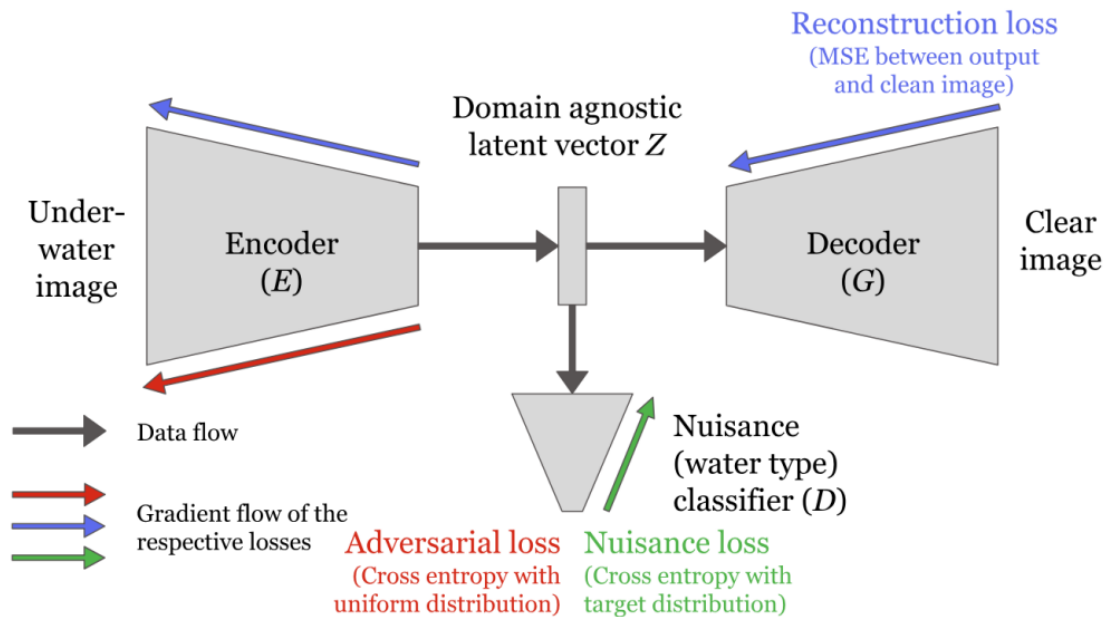 Reconstruction loss
(MSE between output
and clean image)
Domain agnostic
latent vector Z
Under-
water
image
Encoder
(E)
Decoder
(G)
Clear
image
Data flow
Gradient flow of the
respective losses
Nuisance
(water type)
classifier (D)
Adversarial loss
(Cross entropy with
uniform distribution)
Nuisance loss
(Cross entropy with
target distribution)